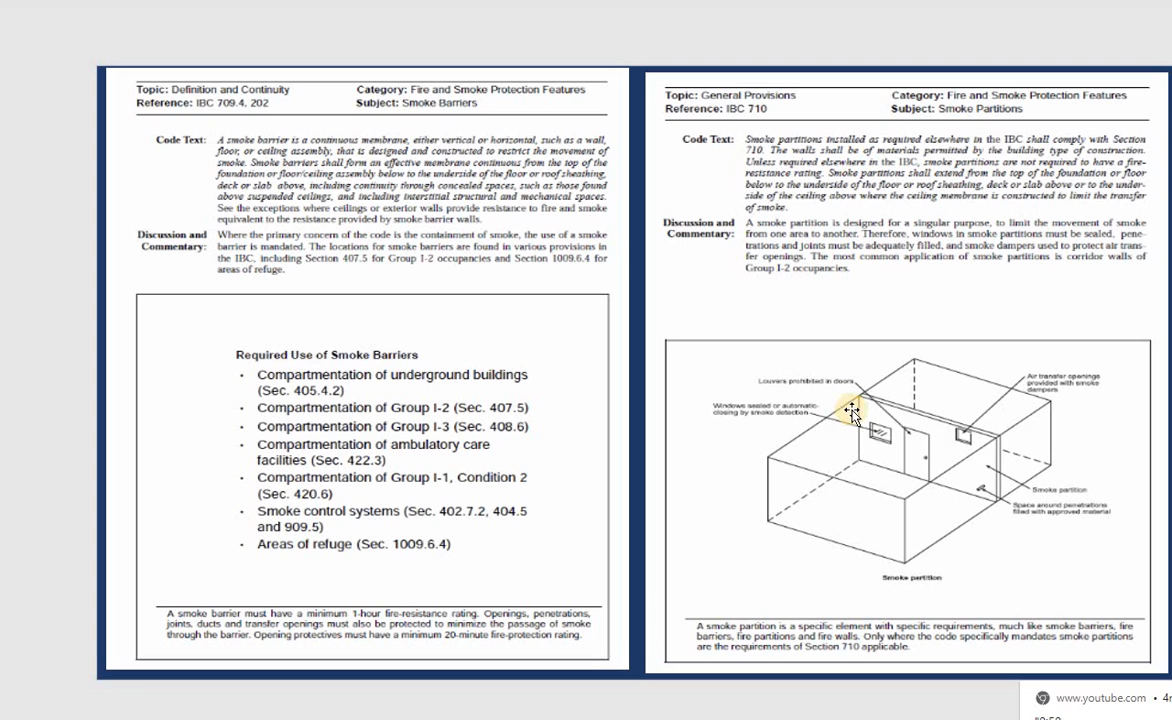 Topic: Definition and Continuity
Category: Fire and Smoke Protection Features
Reference: IBC 709.4, 202
Subject: Smoke Barriers
Code Text: A smoke barrier is a continuous membrane, either vertical or horizontal, such as a wall,
floor, or ceiling assembly, that is designed and constructed to restrict the movement of
smoke. Smoke barriers shall form an effective membrane continuous from the top of the
foundation or floor/ceiling assembly below to the underside of the floor or roof sheathing,
deck or slab above, including continuity through concealed spaces, such as those found
above suspended ceilings, and including interstitial structural and mechanical spaces.
See the exceptions where ceilings or exterior walls provide resistance to fire and smoke
equivalent to the resistance provided by smoke barrier walls.
Discussion and Where the primary concern of the code is the containment of smoke, the use of a smoke
Commentary: barrier is mandated. The locations for smoke barriers are found in various provisions in
the IBC, including Section 407.5 for Group I-2 occupancies and Section 1009.6.4 for
areas of refuge.
Required Use of Smoke Barriers
· Compartmentation of underground buildings
(Sec. 405.4.2)
· Compartmentation of Group I-2 (Sec. 407.5)
· Compartmentation of Group I-3 (Sec. 408.6)
· Compartmentation of ambulatory care
facilities (Sec. 422.3)
· Compartmentation of Group I-1, Condition 2
(Sec. 420.6)
· Smoke control systems (Sec. 402.7.2, 404.5
and 909.5)
· Areas of refuge (Sec. 1009.6.4)
A smoke barrier must have a minimum 1-hour fire-resistance rating. Openings, penetrations,
joints, ducts and transfer openings must also be protected to minimize the passage of smoke
through the barrier. Opening protectives must have a minimum 20-minute fire-protection rating.
Topic: General Provisions
Category: Fire and Smoke Protection Features
Reference: IBC 710
Subject: Smoke Partitions
Code Text: Smoke partitions installed as required elsewhere in the IBC shall comply with Section
710. The walls shall be of materials permitted by the building type of construction.
Unless required elsewhere in the IBC, smoke partitions are not required to have a fire-
resistance rating. Smoke partitions shall extend from the top of the foundation or floor
below to the underside of the floor or roof sheathing, deck or slab above or to the under-
side of the ceiling above where the ceiling membrane is constructed to limit the transfer
of smoke.
Discussion and A smoke partition is designed for a singular purpose, to limit the movement of smoke
Commentary: from one area to another. Therefore, windows in smoke partitions must be sealed, pene-
trations and joints must be adequately filled, and smoke dampers used to protect air trans-
fer openings. The most common application of smoke partitions is corridor walls of
Group I-2 occupancies.
Louvers prohibited in doors
Air transfer openings
provided with smoke
dampers
Windows sealed or automatic-
closing by smoke detection
Smoke partition
Space around penetrations
filled with approved material
Smoke partition
A smoke partition is a specific element with specific requirements, much like smoke barriers, fire
barriers, fire partitions and fire walls. Only where the code specifically mandates smoke partitions
are the requirements of Section 710 applicable.
www.youtube.com •